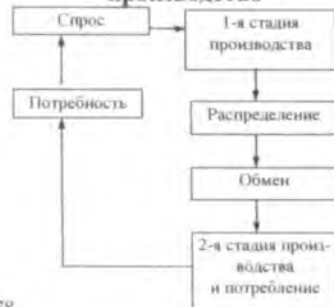 Спрос
1-я стадия
производства
Потребность
Распределение
Обмен
2-я стадия произ-
водства
и потребление